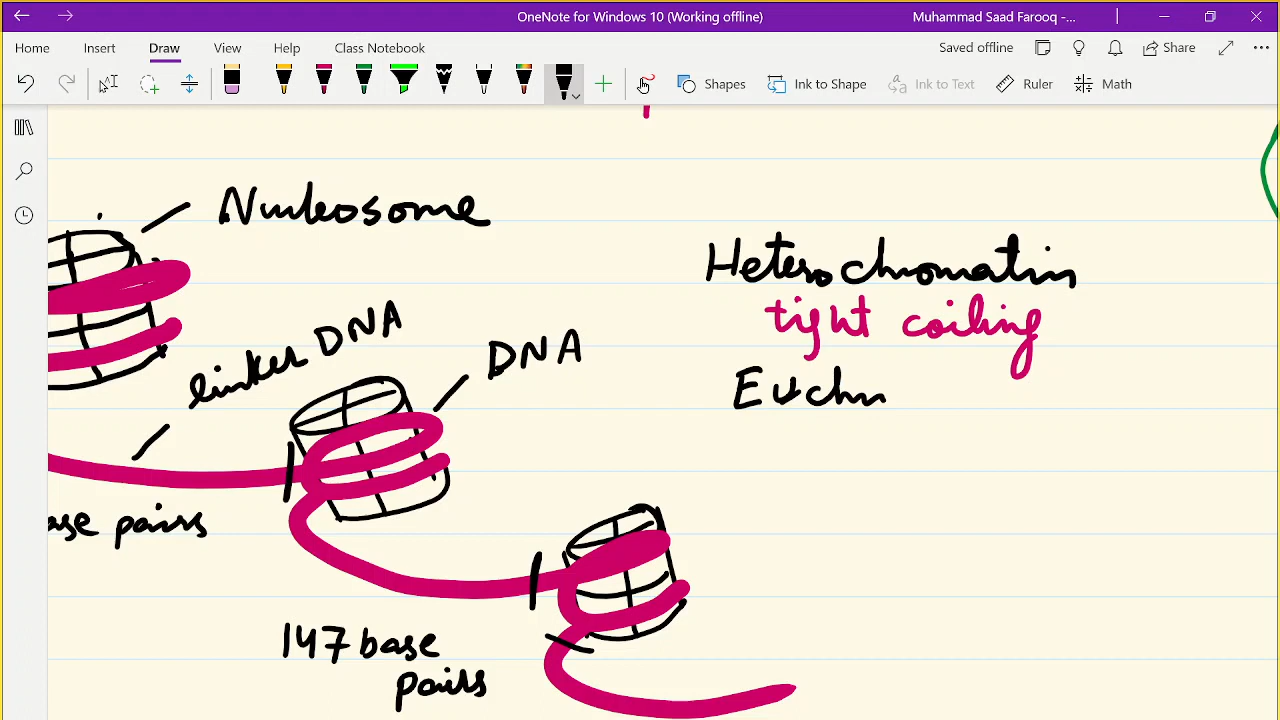 OneNote for Windows 10 (Working offline)
Muhammad Saad Farooq -...
Home Insert Draw View Help Class Notebook
Saved offline
Share
Shapes
Ink to Shape
Ink to Text
Ruler
Math
Nucleosome
Heterochromatin
tight coiling
Euchr
linker DNA
DNA
ase pairs
147 base
pairs